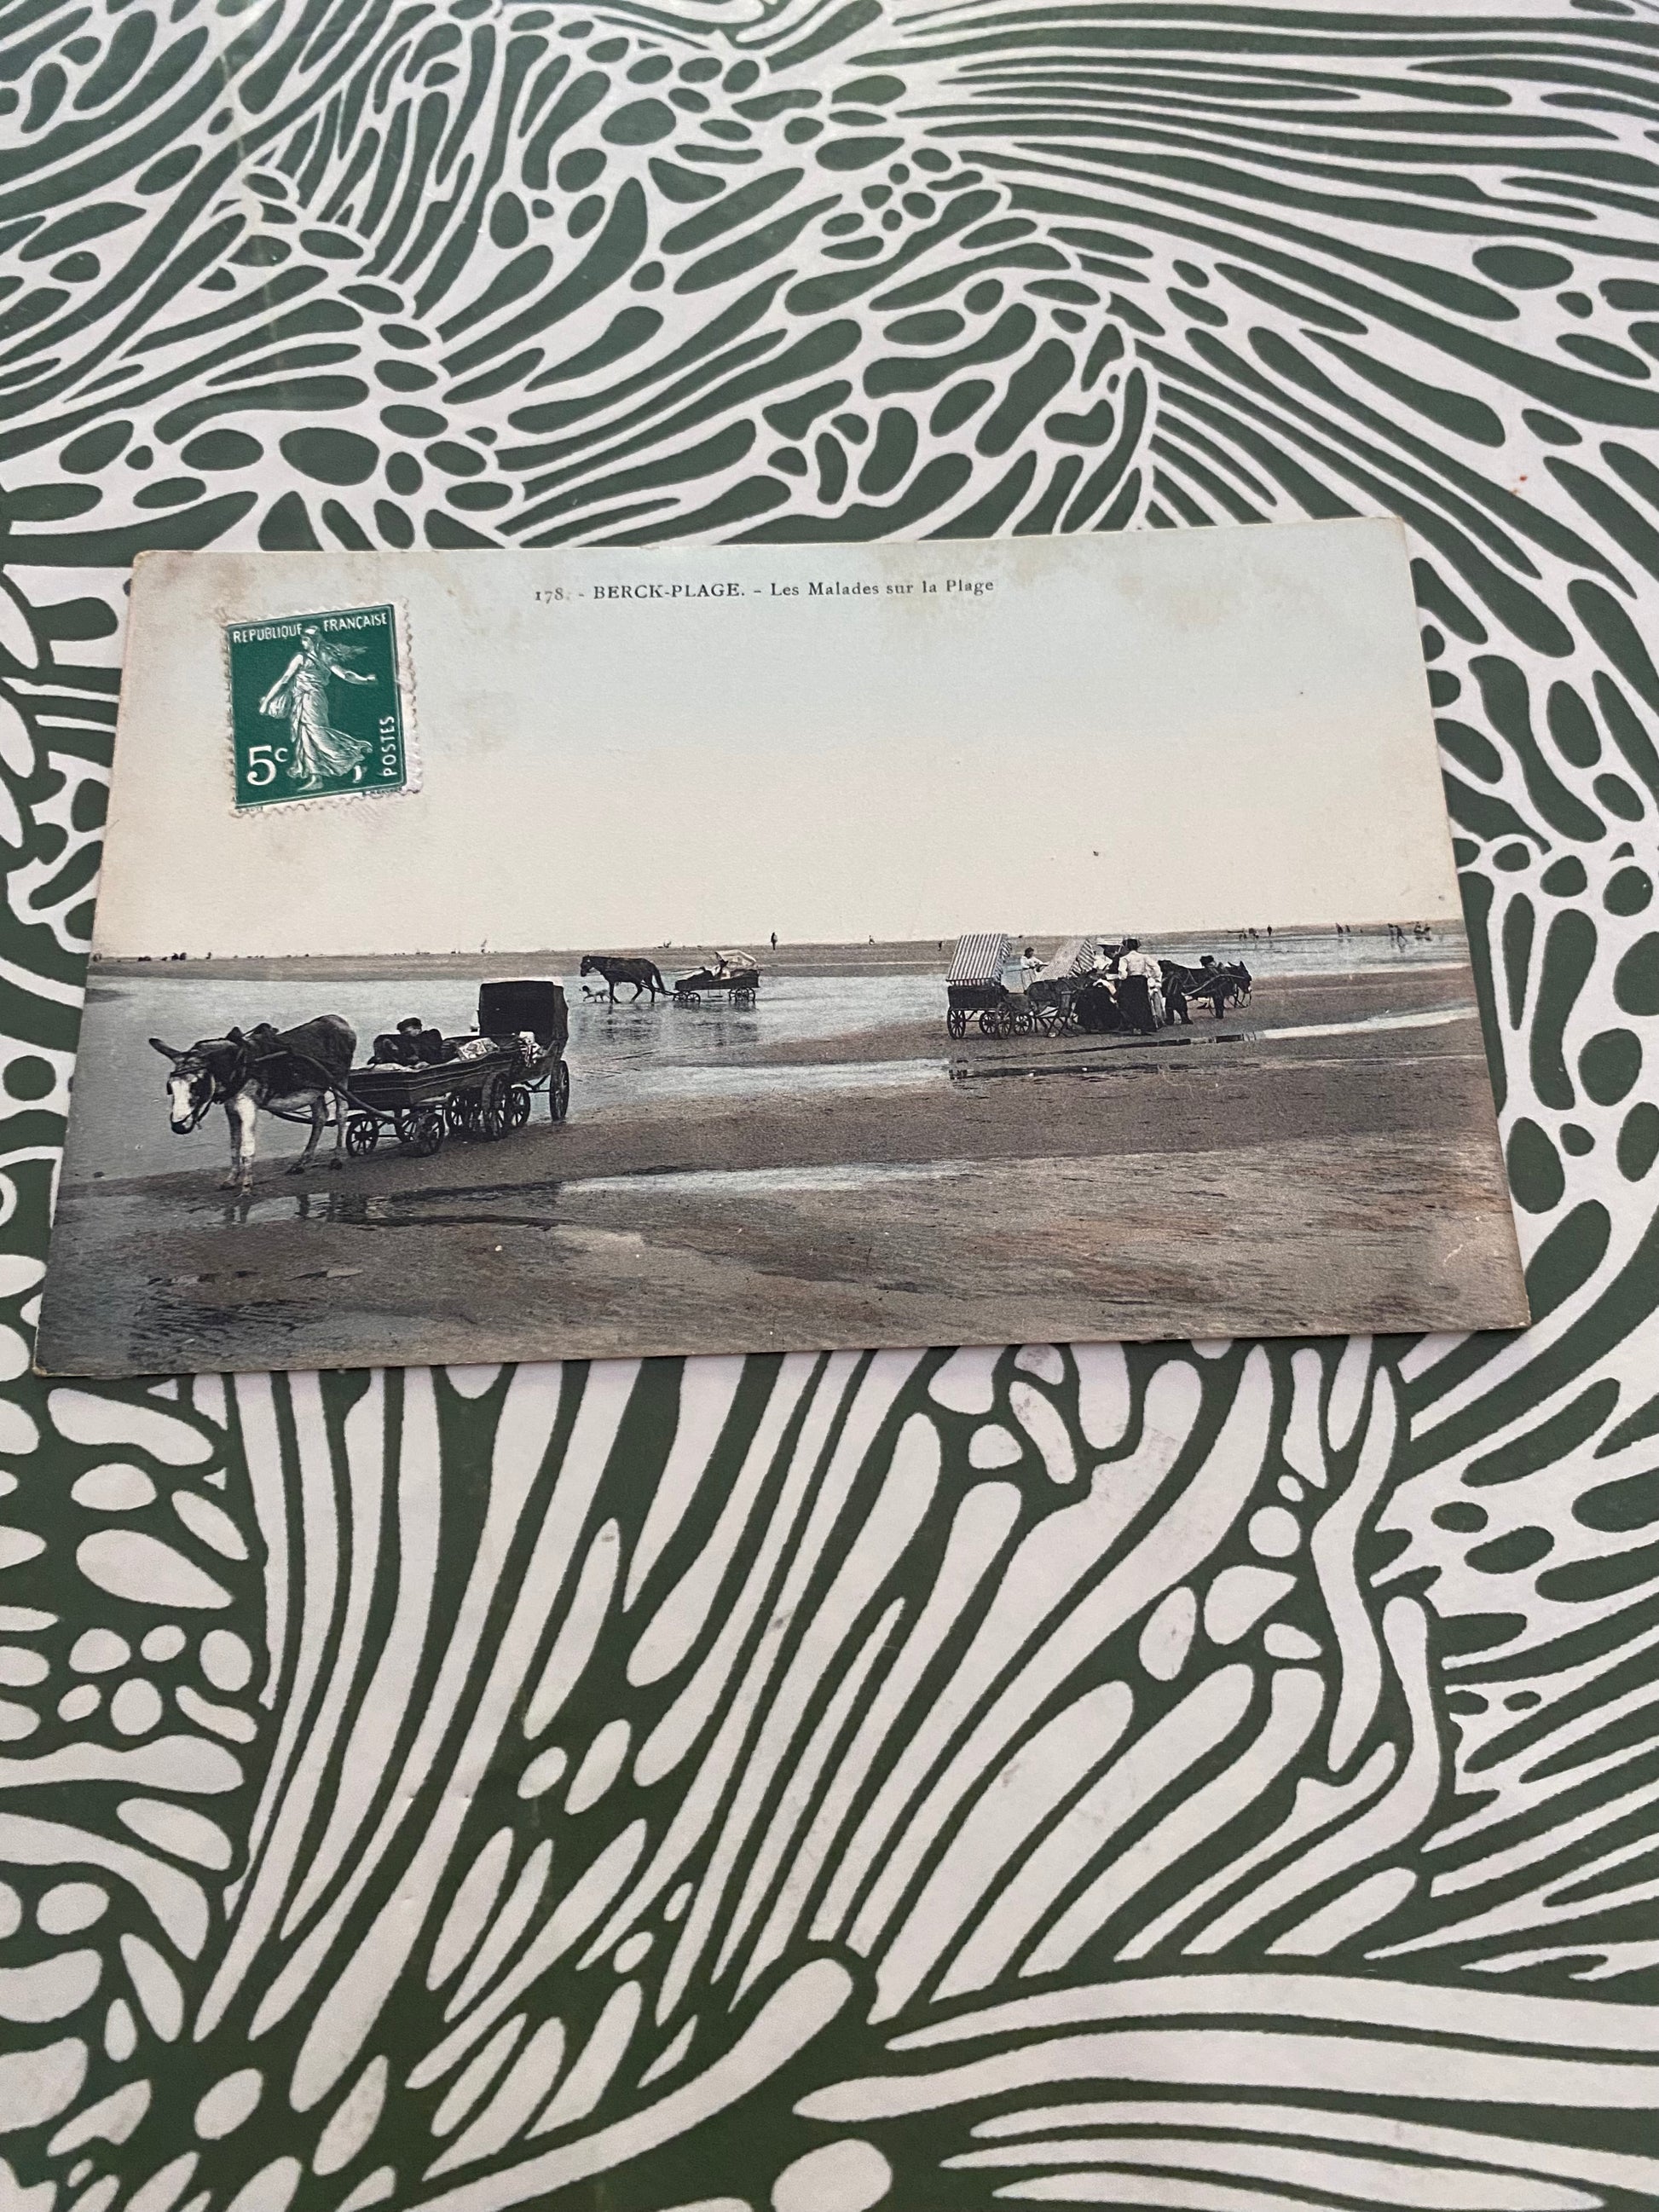 178. - BERCK-PLAGE. - Les Malades sur la Plage
REPUBLIQUE FRANÇAISE
5c
POSTES